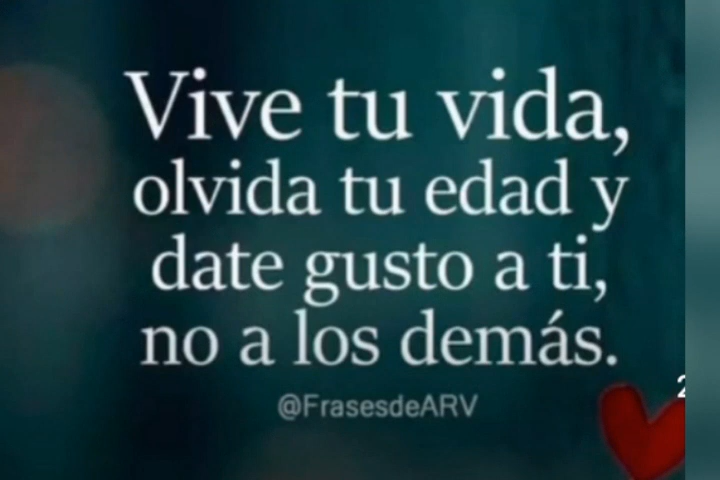 Vive tu vida,
olvida tu edad y
date gusto a ti,
no a los demás.
@FrasesdeARV